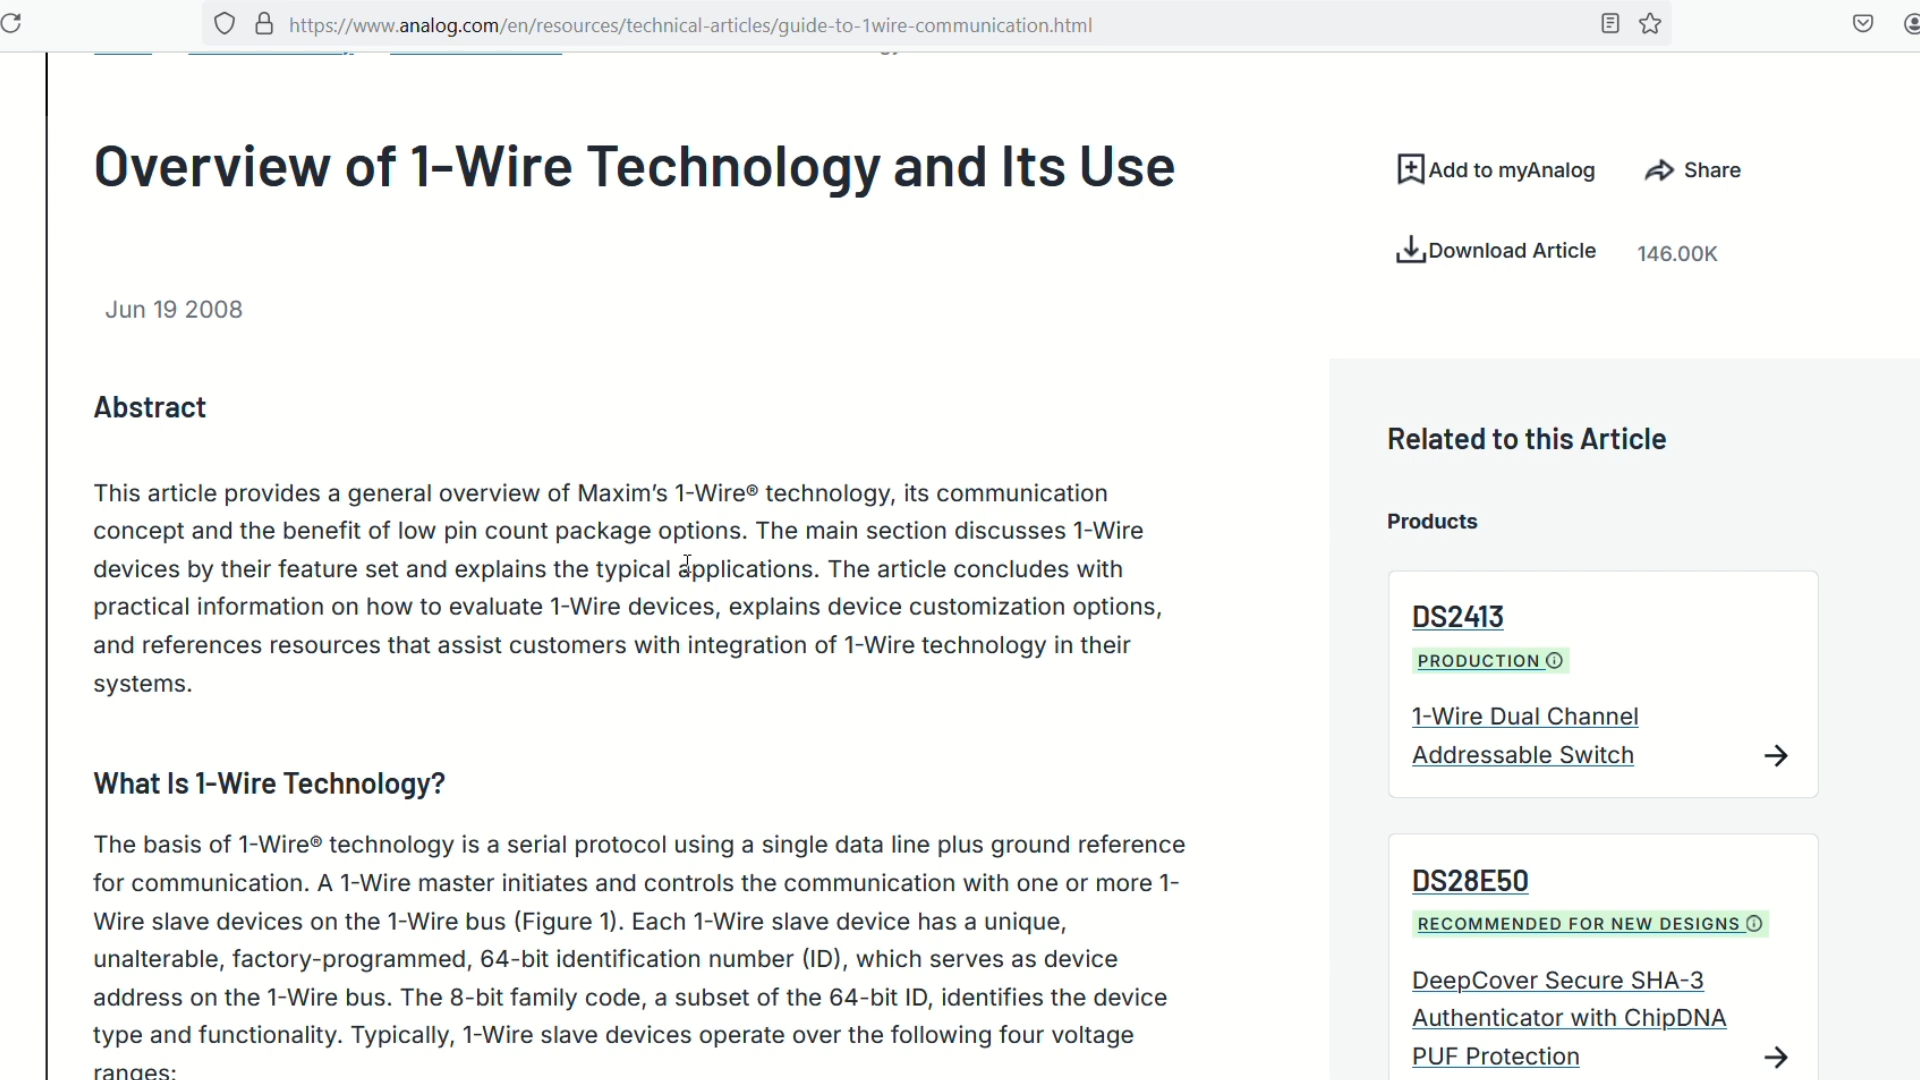 https://www.analog.com/en/resources/technical-articles/guide-to-1wire-communication.html
Overview of 1-Wire Technology and Its Use
Add to myAnalog
Share
Download Article
146.00K
Jun 19 2008
Abstract
This article provides a general overview of Maxim's 1-Wire® technology, its communication
concept and the benefit of low pin count package options. The main section discusses 1-Wire
devices by their feature set and explains the typical applications. The article concludes with
practical information on how to evaluate 1-Wire devices, explains device customization options,
and references resources that assist customers with integration of 1-Wire technology in their
systems.
What Is 1-Wire Technology?
The basis of 1-Wire® technology is a serial protocol using a single data line plus ground reference
for communication. A 1-Wire master initiates and controls the communication with one or more 1-
Wire slave devices on the 1-Wire bus (Figure 1). Each 1-Wire slave device has a unique,
unalterable, factory-programmed, 64-bit identification number (ID), which serves as device
address on the 1-Wire bus. The 8-bit family code, a subset of the 64-bit ID, identifies the device
type and functionality. Typically, 1-Wire slave devices operate over the following four voltage
ranges:
Related to this Article
Products
DS2413
PRODUCTION
1-Wire Dual Channel
Addressable Switch
DS28E50
RECOMMENDED FOR NEW DESIGNS
DeepCover Secure SHA-3
Authenticator with ChipDNA
PUF Protection